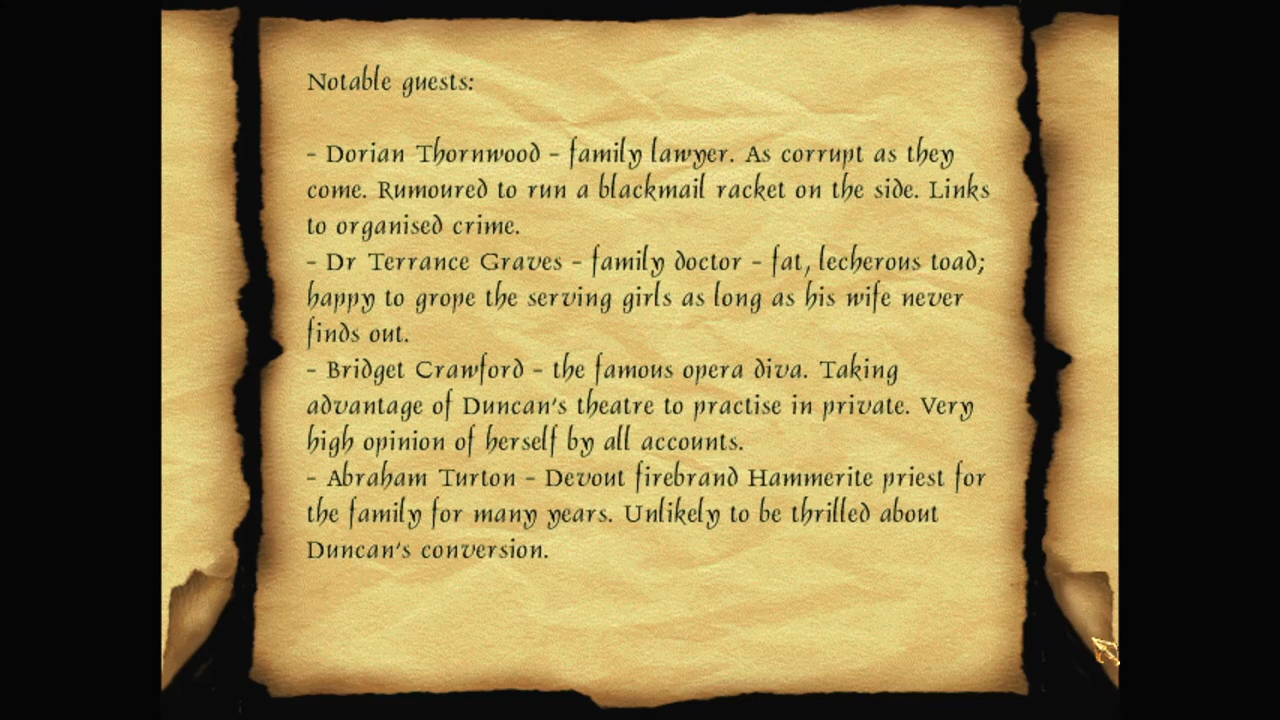 Notable guests:
- Dorian Thornwood - family lawyer. As corrupt as they
come. Rumoured to run a blackmail racket on the side. Links
to organised crime.
- Dr Terrance Graves - family doctor - fat, lecherous toad;
happy to grope the serving girls as long as his wife never
finds out.
- Bridget Crawford - the famous opera diva. Taking
advantage of Duncan's theatre to practise in private. Very
high opinion of herself by all accounts.
- Abraham Turton - Devout firebrand Hammerite priest for
the family for many years. Unlikely to be thrilled about
Duncan's conversion.